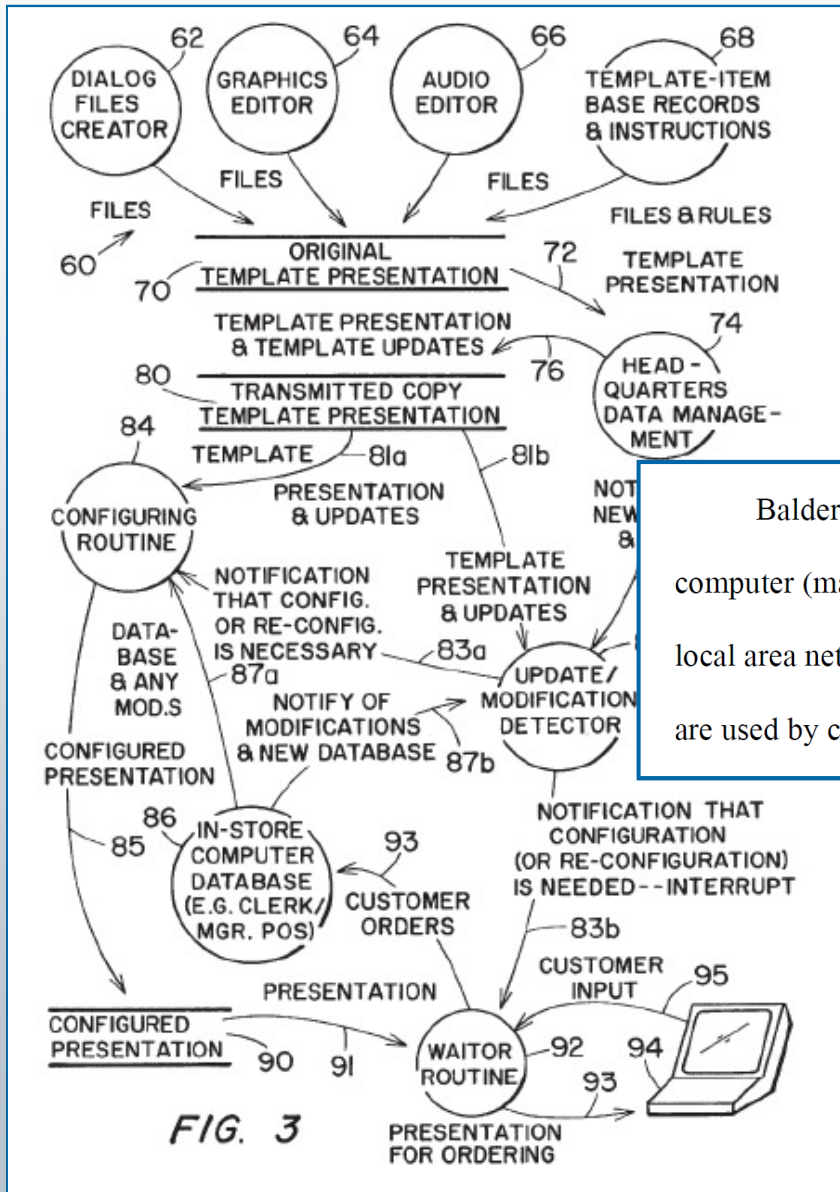 62
64
66
68
DIALOG
FILES
CREATOR
GRAPHICS
EDITOR
AUDIO
EDITOR
TEMPLATE-ITEM
BASE RECORDS
& INSTRUCTIONS
FILES
FILES
FILES
FILES & RULES
60
ORIGINAL
TEMPLATE PRESENTATION
70
72
TEMPLATE
PRESENTATION
TEMPLATE PRESENTATION
& TEMPLATE UPDATES
76
74
HEAD-
QUARTERS
DATA MANAGE-
MENT
80
TRANSMITTED COPY
TEMPLATE PRESENTATION
84
TEMPLATE
81a
81b
PRESENTATION
& UPDATES
CONFIGURING
ROUTINE
NOT
NEW
&
Balder
computer (ma
local area net
are used by c
TEMPLATE
PRESENTATION
& UPDATES
NOTIFICATION
THAT CONFIG.
OR RE-CONFIG.
IS NECESSARY
83a
DATA-
BASE
& ANY
MOD.S
87a
UPDATE/
MODIFICATION
DETECTOR
NOTIFY OF
MODIFICATIONS
& NEW DATABASE
87b
CONFIGURED
PRESENTATION
85
86
IN-STORE
COMPUTER
DATABASE
(E.G. CLERK/
MGR. POS)
93
CUSTOMER
ORDERS
NOTIFICATION THAT
CONFIGURATION
(OR RE-CONFIGURATION)
IS NEEDED--INTERRUPT
83b
CUSTOMER
INPUT
95
PRESENTATION
CONFIGURED
PRESENTATION
90
91
WAITOR
ROUTINE
92
94
93
FIG. 3
PRESENTATION
FOR ORDERING